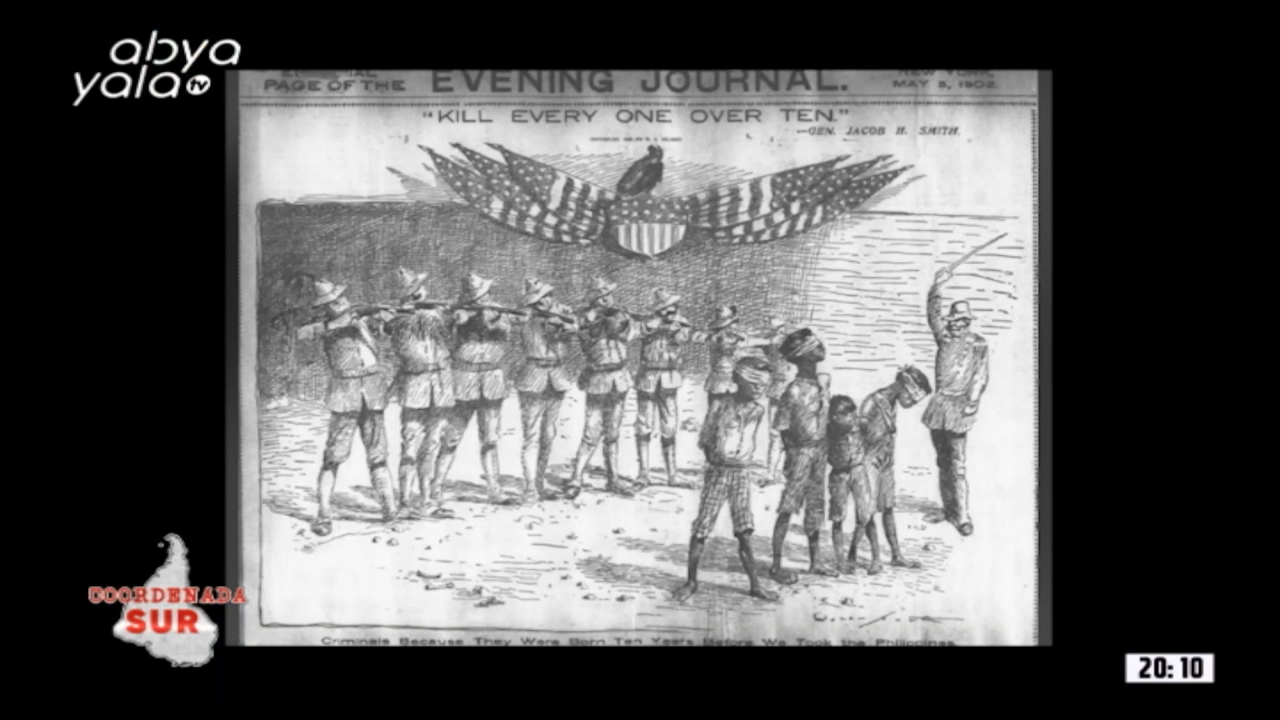 abya
yala tv
PAGE OF THE EVENING JOURNAL. NEW YORK,
MAY 5, 1902.
"KILL EVERY ONE OVER TEN."
—GEN. JACOB H. SMITH.
COORDENADA
SUR
Criminals Because They Were Born Ten Years Before We Took the Philippines
20:10